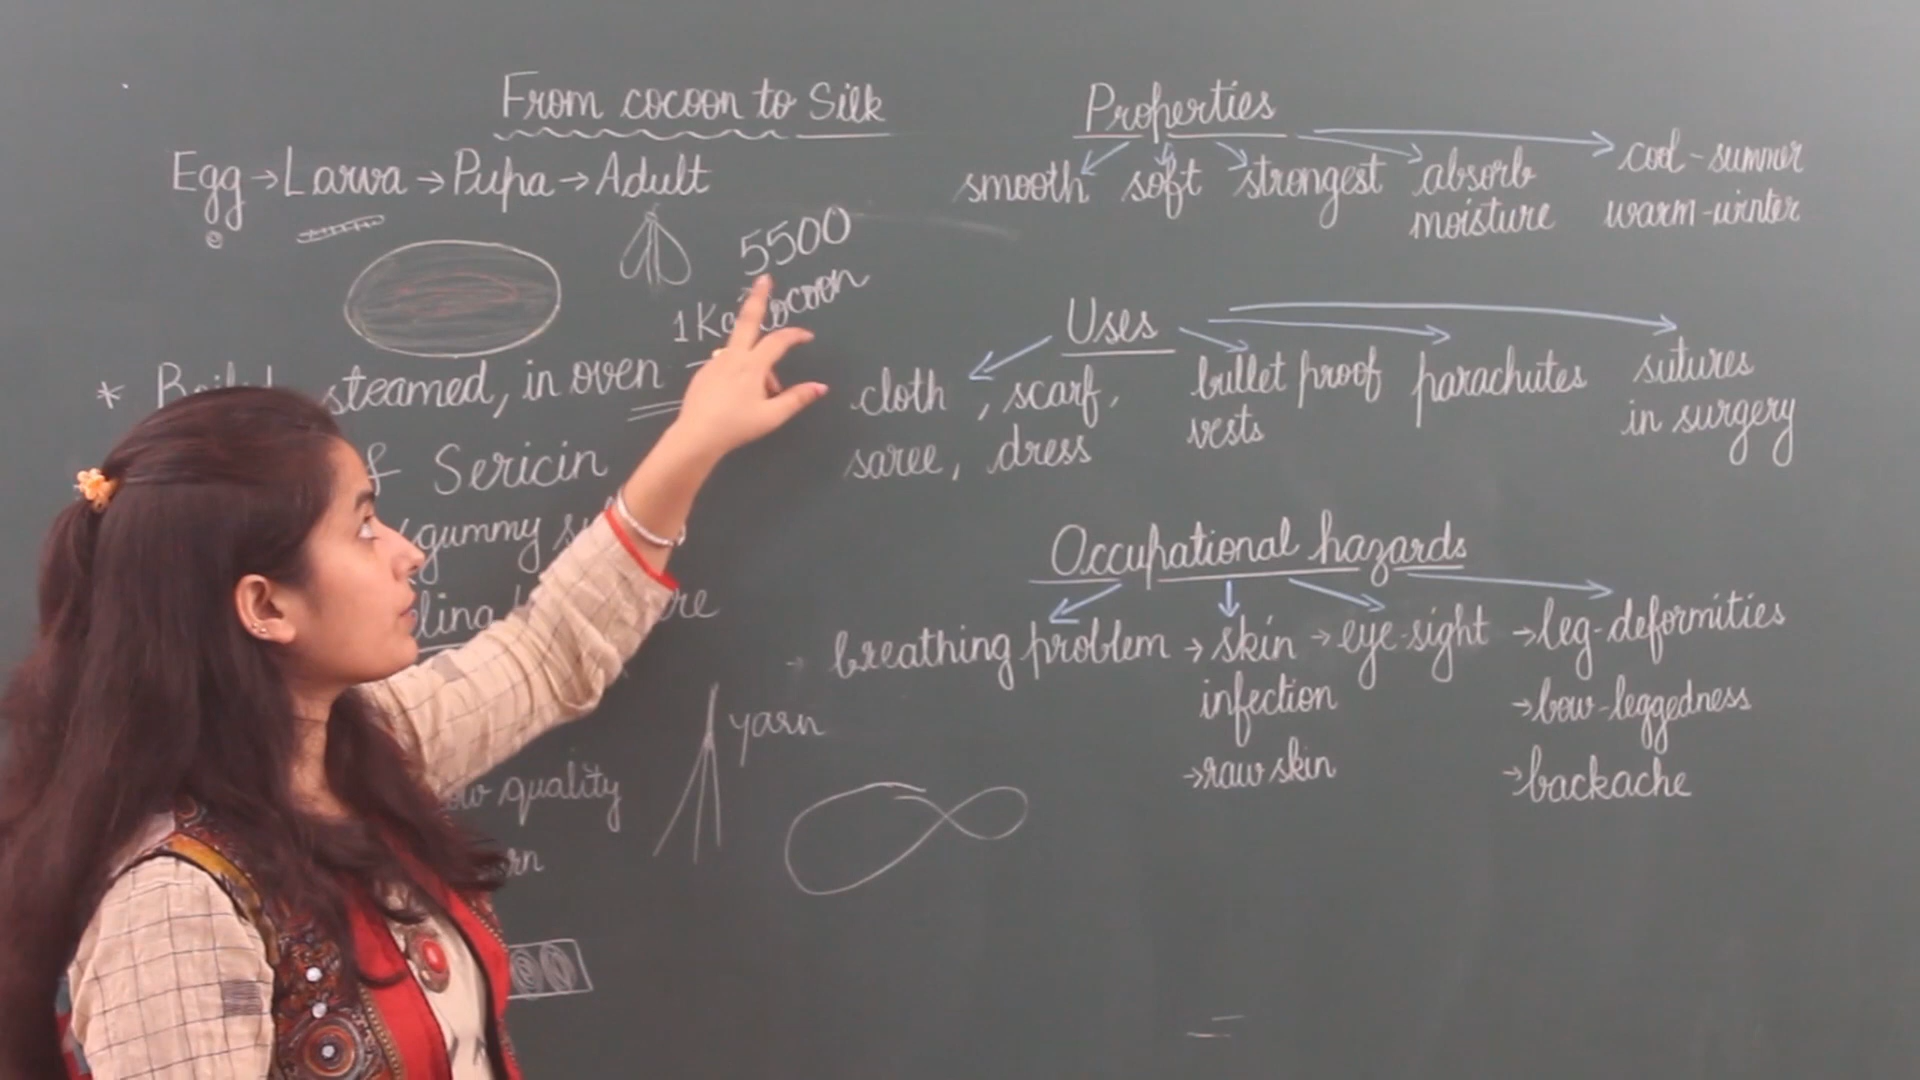 From cocoon to Silk
Egg → Larva → Pupa → Adult
5500
1 Kg cocoon
* steamed, in oven
Sericin
gummy
yarn
quality
Properties
smooth soft strongest absorb moisture cool - summer
warm - winter
Uses
cloth , scarf,
saree, dress
bullet proof
vests
parachutes
sutures
in surgery
Occupational hazards
breathing problem → skin → eye-sight → leg-deformities
infection → bow-leggedness
→ raw skin → backache